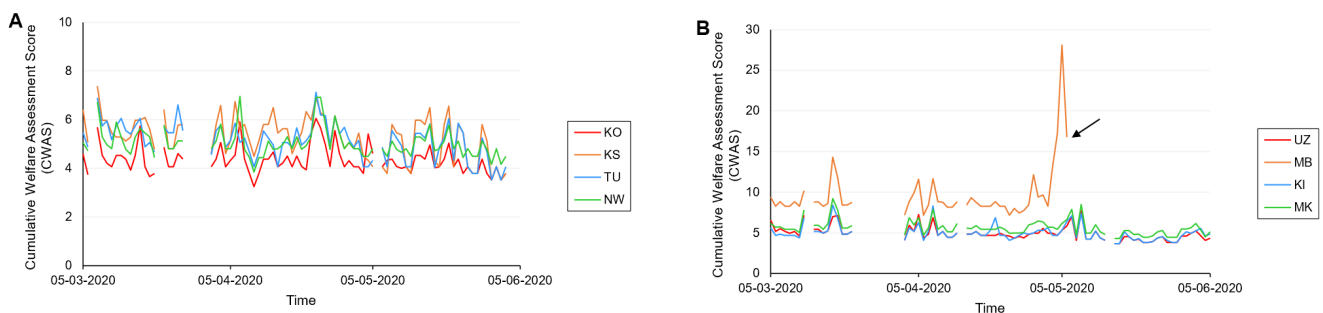 A
Cumulative Welfare Assessment Score
(CWAS)
10
8
6
4
2
0
05-03-2020
05-04-2020
05-05-2020
05-06-2020
Time
KO
KS
TU
NW
B
Cumulative Welfare Assessment Score
(CWAS)
30
25
20
15
10
5
0
05-03-2020
05-04-2020
05-05-2020
05-06-2020
Time
UZ
MB
KI
MK